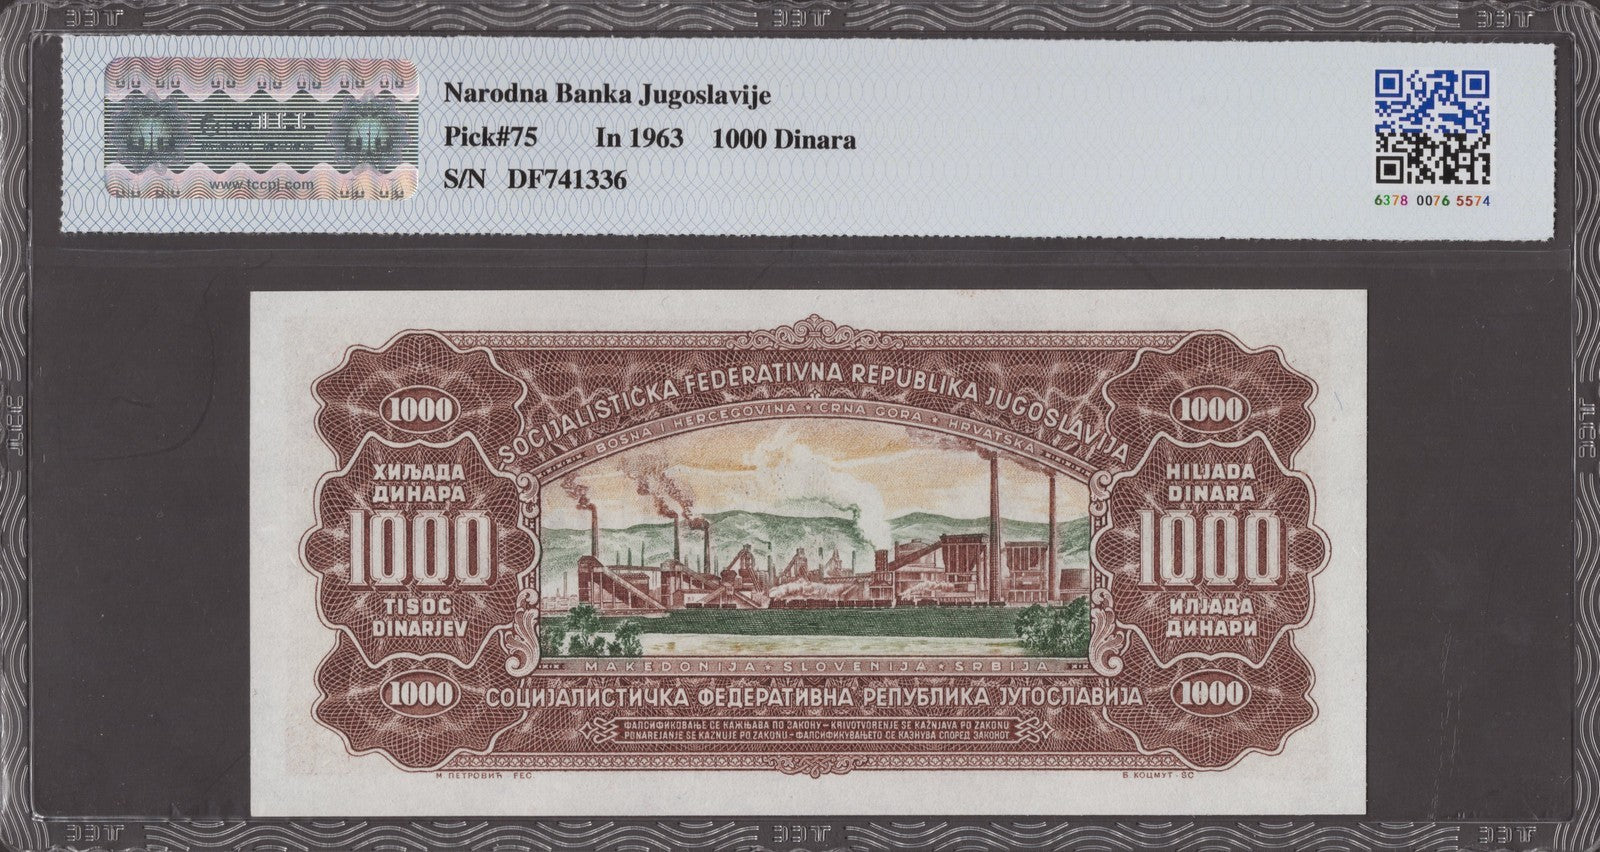 Narodna Banka Jugoslavije
Pick#75 In 1963 1000 Dinara
S/N DF741336
www.tccpj.com
6378 0076 5574
SOCIJALISTIČKA FEDERATIVNA REPUBLIKA JUGOSLAVIJA
BOSNA I HERCEGOVINA ★ CRNA GORA ★ HRVATSKA
1000
ХИЉАДА
ДИНАРА
1000
TISOČ
DINARJEV
1000
1000
HILJADA
DINARA
1000
ИЛЈАДА
ДИНАРИ
1000
MAKEDONIJA ★ SLOVENIJA ★ SRBIJA
СОЦИЈАЛИСТИЧКА ФЕДЕРАТИВНА РЕПУБЛИКА ЈУГОСЛАВИЈА
ФАЛСИФИКОВАЊЕ СЕ КАЖЊАВА ПО ЗАКОНУ – KRIVOTVORENJE SE KAŽNJAVA PO ZAKONU
PONAREJANJE SE KAZNUJE PO ZAKONU – ФАЛСИФИКУВАЊЕТО СЕ КАЗНУВА СПОРЕД ЗАКОНОТ
М. ПЕТРОВИЋ FEC.
Б. КОЦМУТ - SC